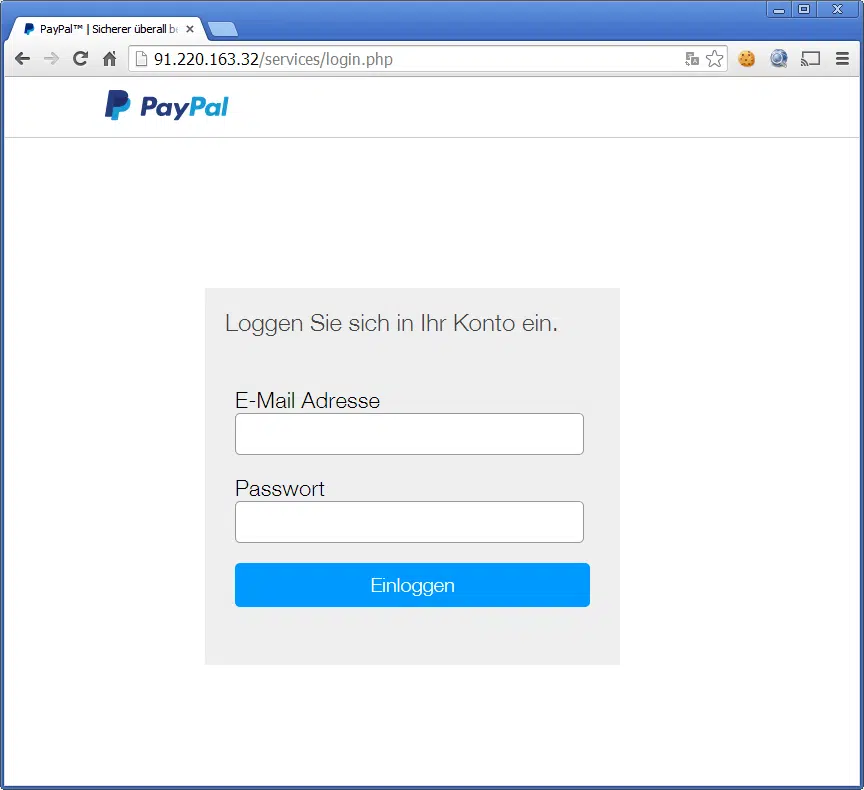 PayPal™ | Sicherer überall
91.220.163.32/services/login.php
PayPal
Loggen Sie sich in Ihr Konto ein.
E-Mail Adresse
Passwort
Einloggen